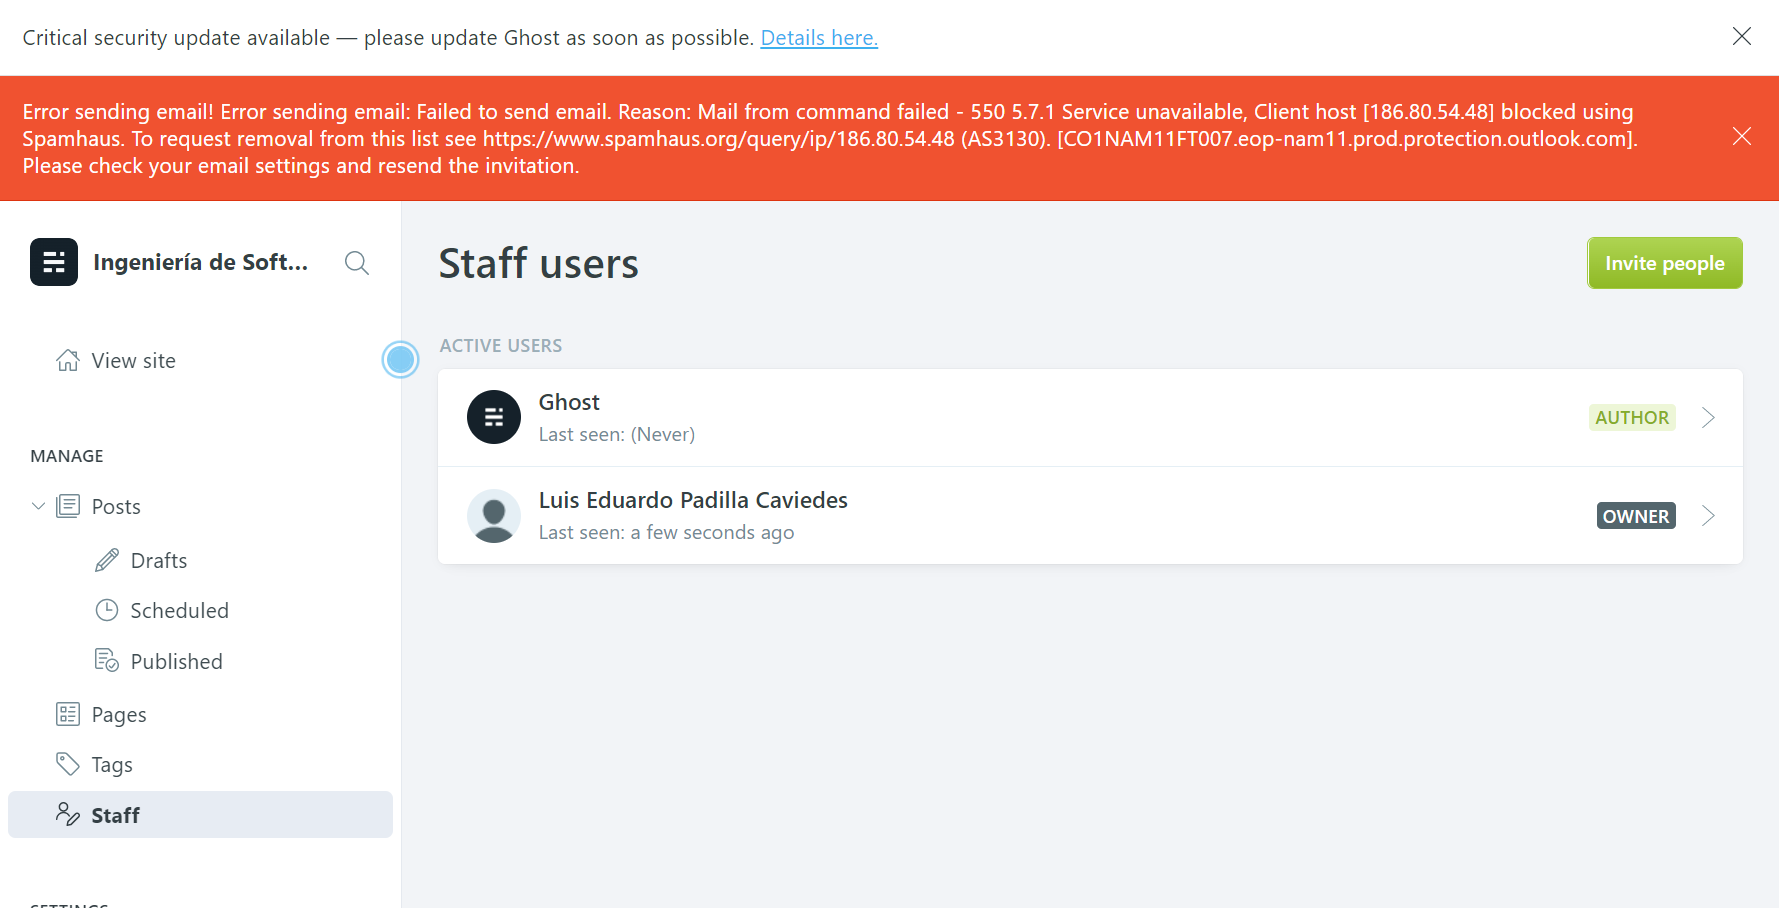 Critical security update available — please update Ghost as soon as possible. Details here.
Error sending email! Error sending email: Failed to send email. Reason: Mail from command failed - 550 5.7.1 Service unavailable, Client host [186.80.54.48] blocked using
Spamhaus. To request removal from this list see https://www.spamhaus.org/query/ip/186.80.54.48 (AS3130). [CO1NAM11FT007.eop-nam11.prod.protection.outlook.com].
Please check your email settings and resend the invitation.
Ingeniería de Soft...
Staff users
Invite people
View site
ACTIVE USERS
Ghost
Last seen: (Never)
AUTHOR
Luis Eduardo Padilla Caviedes
Last seen: a few seconds ago
OWNER
MANAGE
Posts
Drafts
Scheduled
Published
Pages
Tags
Staff
SETTINGS